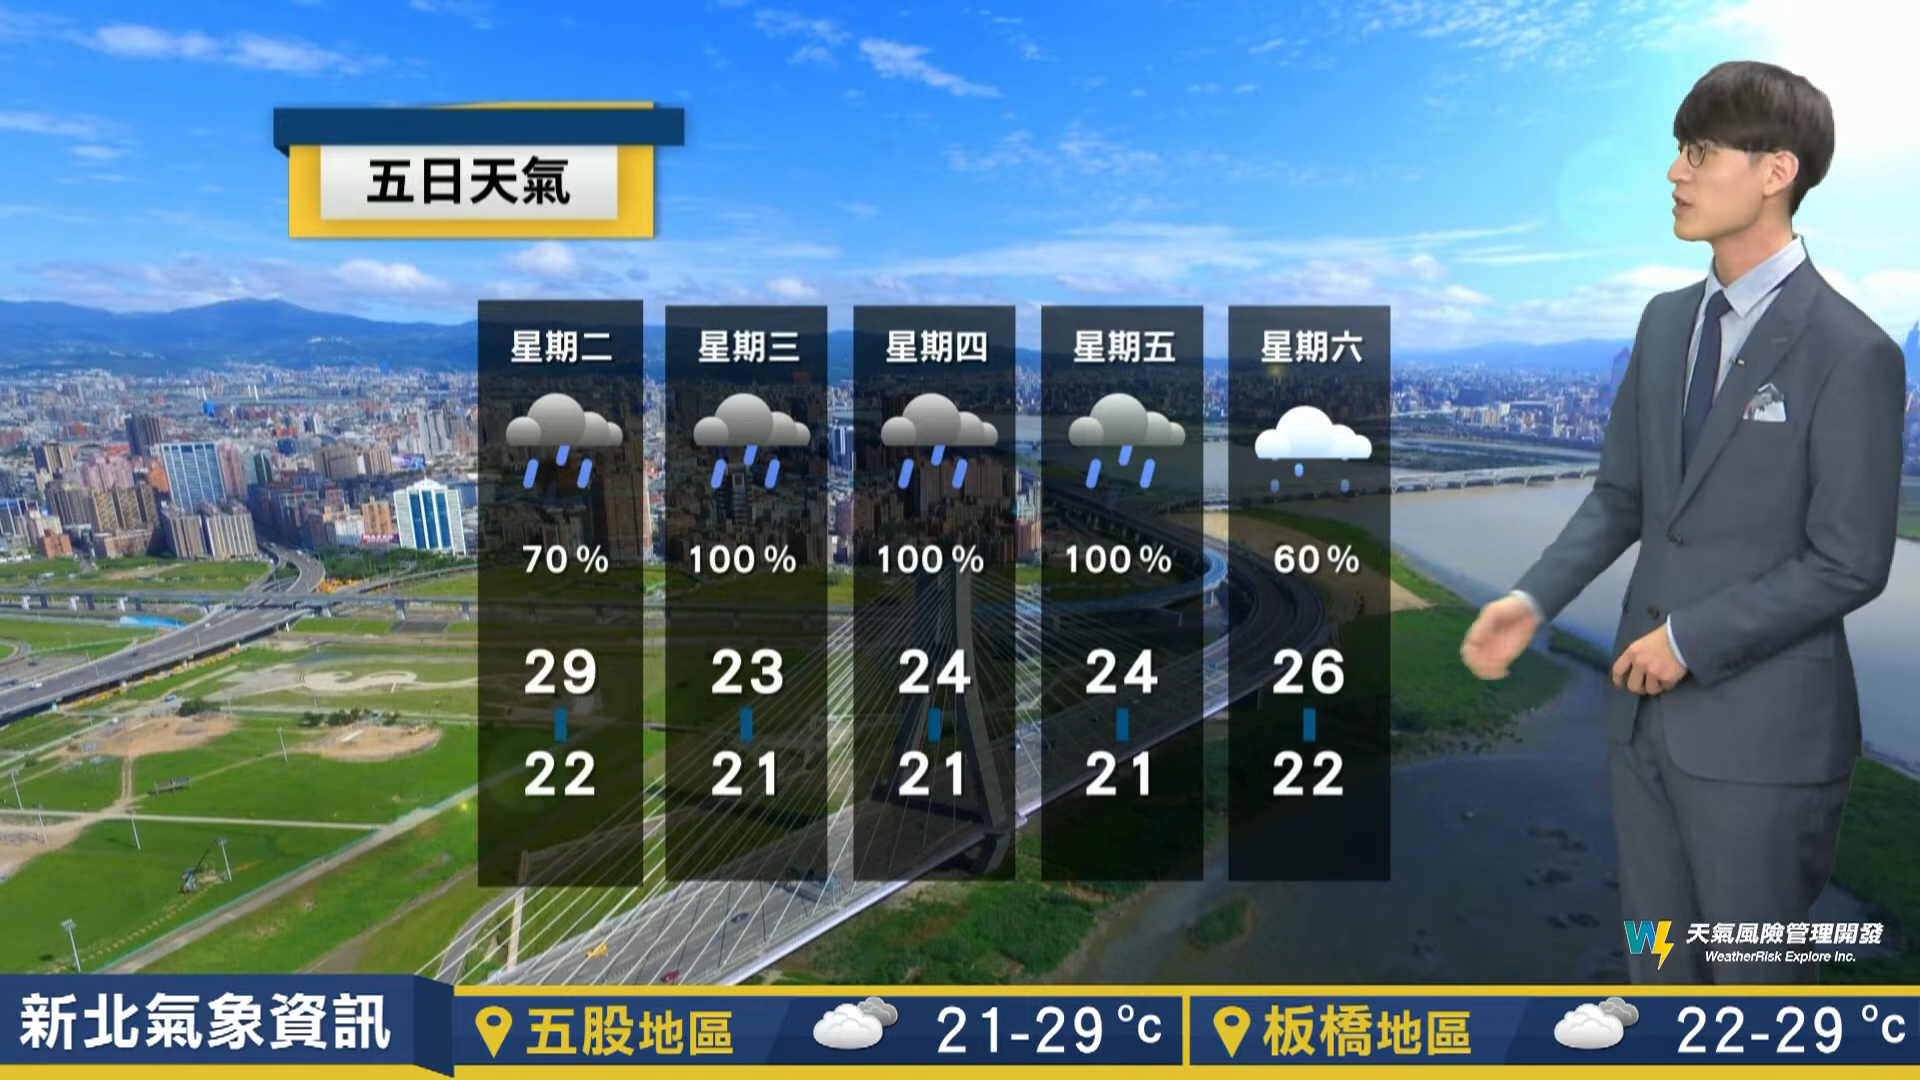 五日天氣
星期二 星期三 星期四 星期五 星期六
70% 100% 100% 100% 60%
29 23 24 24 26
22 21 21 21 22
天氣風險管理開發
WeatherRisk Explore Inc.
新北氣象資訊 五股地區 21-29°c 板橋地區 22-29°c